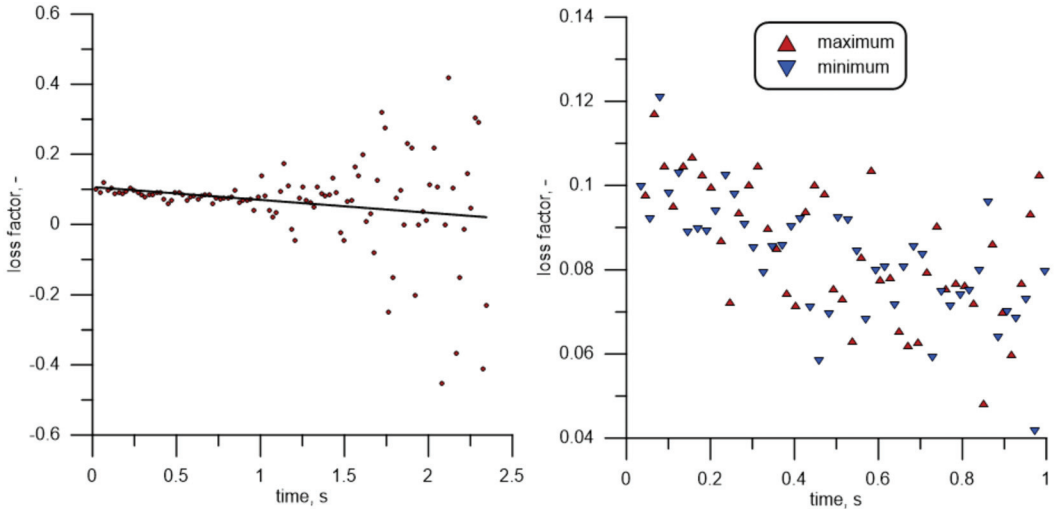 0.6
0.4
0.2
0
-0.2
-0.4
-0.6
loss factor, -
0 0.5 1 1.5 2 2.5
time, s
0.14
0.12
0.1
0.08
0.06
0.04
loss factor, -
maximum
minimum
0 0.2 0.4 0.6 0.8 1
time, s